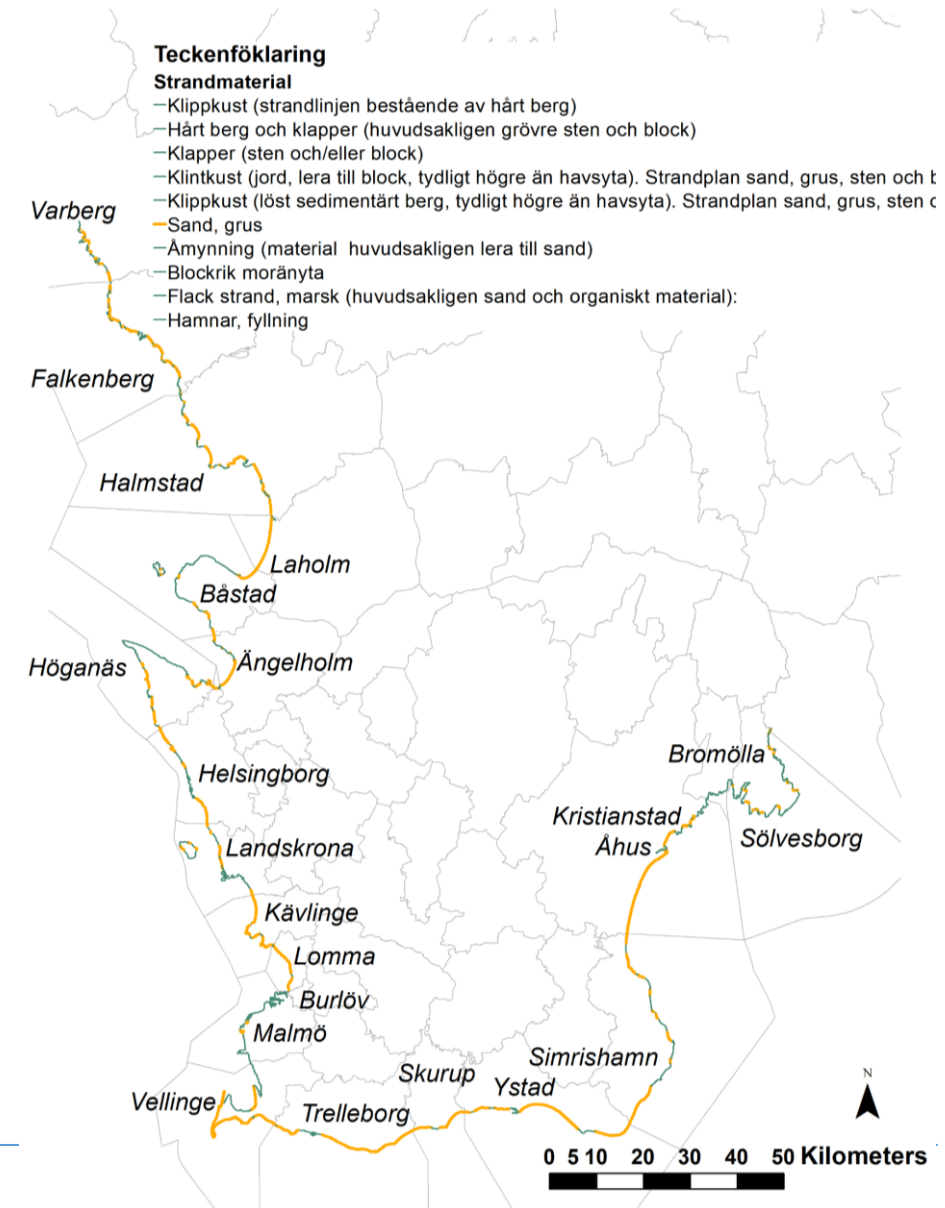 Teckenföklaring
Strandmaterial
Klippkust (strandlinjen bestående av hårt berg)
Hårt berg och klapper (huvudsakligen grövre sten och block)
Klapper (sten och/eller block)
Klintkust (jord, lera till block, tydligt högre än havsyta). Strandplan sand, grus, sten och
Klippkust (löst sedimentärt berg, tydligt högre än havsyta). Strandplan sand, grus, sten
Sand, grus
Åmynning (material huvudsakligen lera till sand)
Blockrik moränyta
Flack strand, marsk (huvudsakligen sand och organiskt material):
Hamnar, fyllning
Varberg
Falkenberg
Halmstad
Laholm
Båstad
Ängelholm
Höganäs
Bromölla
Helsingborg
Kristianstad
Åhus
Sölvesborg
Landskrona
Kävlinge
Lomma
Burlöv
Malmö
Simrishamn
Skurup
Ystad
Vellinge
Trelleborg
N
0 5 10 20 30 40 50 Kilometers